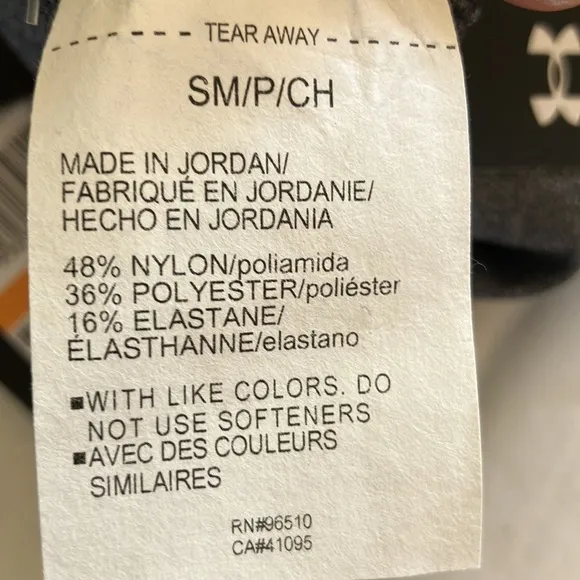 TEAR AWAY
SM/P/CH
MADE IN JORDAN/
FABRIQUÉ EN JORDANIE/
HECHO EN JORDANIA
48% NYLON/poliamida
36% POLYESTER/poliéster
16% ELASTANE/
ÉLASTHANNE/elastano
■WITH LIKE COLORS. DO
NOT USE SOFTENERS
■AVEC DES COULEURS
SIMILAIRES
RN#96510
CA#41095